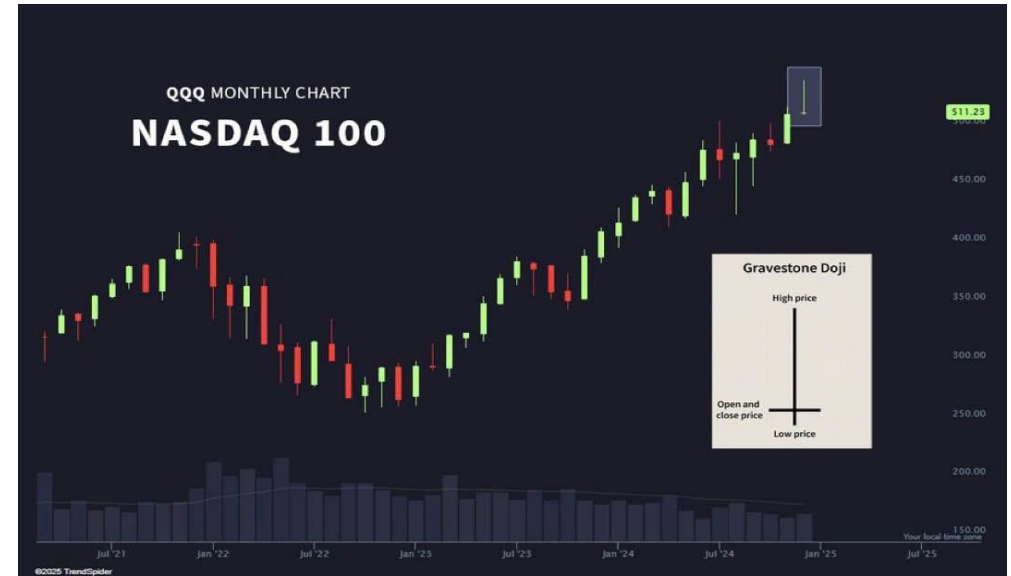 QQQ MONTHLY CHART
NASDAQ 100
511.23
500.00
450.00
400.00
350.00
300.00
250.00
200.00
150.00
Gravestone Doji
High price
Open and
close price
Low price
Your local time zone
Jul '21
Jan '22
Jul '22
Jan '23
Jul '23
Jan '24
Jul '24
Jan '25
Jul '25
©2025 TrendSpider